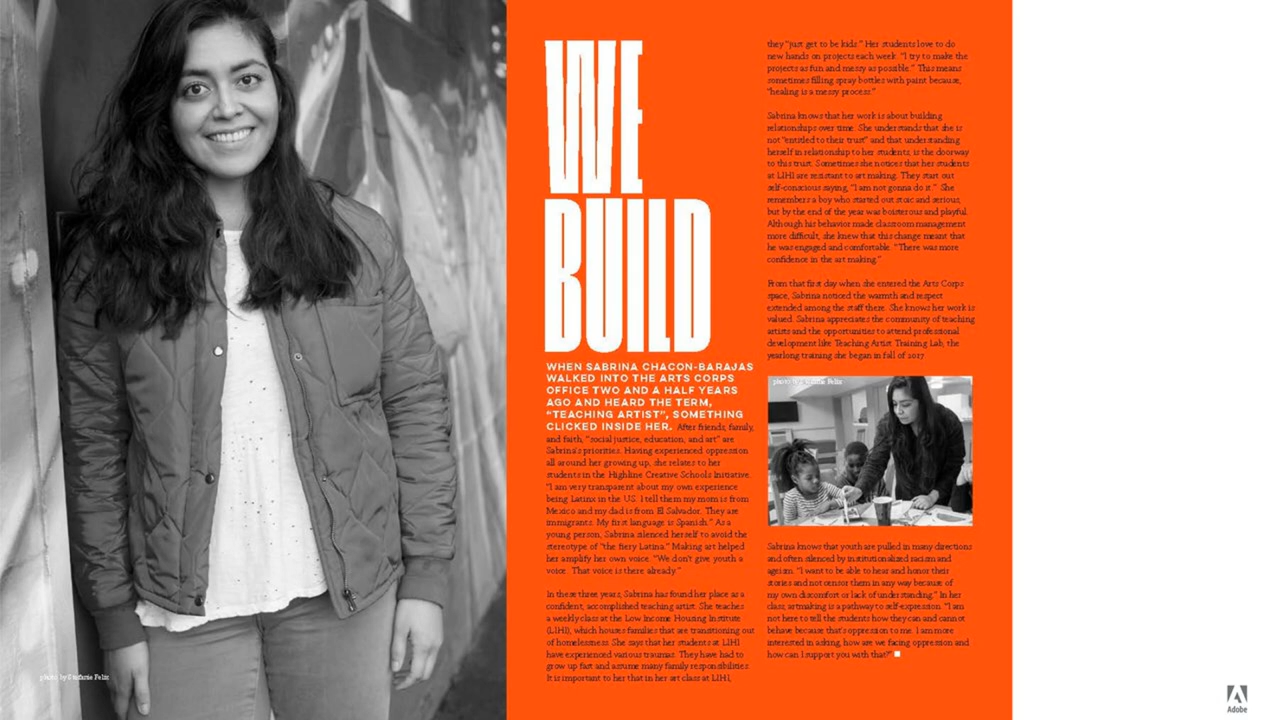 WE
BUILD
WHEN SABRINA CHACON-BARAJAS
WALKED INTO THE ARTS CORPS
OFFICE TWO AND A HALF YEARS
AGO AND HEARD THE TERM,
"TEACHING ARTIST", SOMETHING
CLICKED INSIDE HER. After friends, family,
and faith, "social justice, education, and art" are
Sabrina's priorities. Having experienced oppression
all around her growing up, she relates to her
students in the Highline Creative Schools Initiative.
"I am very transparent about my own experience
being Latinx in the US. I tell them my mom is from
Mexico and my dad is from El Salvador. They are
immigrants. My first language is Spanish." As a
young person, Sabrina silenced herself to avoid the
stereotype of "the fiery Latina." Making art helped
her amplify her own voice. "We don't give youth a
voice. That voice is there already."
In these three years, Sabrina has found her place as a
confident, accomplished teaching artist. She teaches
a weekly class at the Low Income Housing Institute
(LIHI), which houses families that are transitioning out
of homelessness. She says that her students at LIHI
have experienced various traumas. They have had to
grow up fast and assume many family responsibilities.
It is important to her that in her art class at LIHI,
they "just get to be kids." Her students love to do
new hands on projects each week. "I try to make the
projects as fun and messy as possible." This means
sometimes filling spray bottles with paint because,
"healing is a messy process."
Sabrina knows that her work is about building
relationships over time. She understands that she is
not "entitled to their trust" and that understanding
herself in relationship to her students, is the doorway
to this trust. Sometimes she notices that her students
at LIHI are resistant to art making. They start out
self-conscious saying, "I am not gonna do it." She
remembers a boy who started out stoic and serious,
but by the end of the year was boisterous and playful.
Although his behavior made classroom management
more difficult, she knew that this change meant that
he was engaged and comfortable. "There was more
confidence in the art making."
From that first day when she entered the Arts Corps
space, Sabrina noticed the warmth and respect
extended among the staff there. She knows her work is
valued. Sabrina appreciates the community of teaching
artists and the opportunities to attend professional
development like Teaching Artist Training Lab, the
yearlong training she began in fall of 2017
photo by Stefanie Felix
Sabrina knows that youth are pulled in many directions
and often silenced by institutionalized racism and
ageism. "I want to be able to hear and honor their
stories and not censor them in any way because of
my own discomfort or lack of understanding." In her
class, artmaking is a pathway to self-expression. "I am
not here to tell the students how they can and cannot
behave because that's oppression to me. I am more
interested in asking, how are we facing oppression and
how can I support you with that?"
photo by Stefanie Felix
Adobe